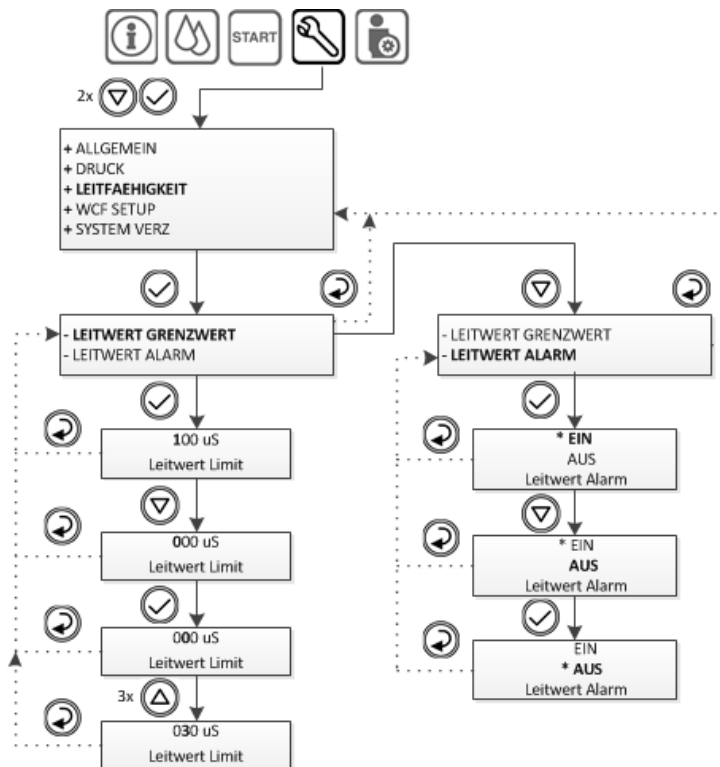 START
2x
+ ALLGEMEIN
+ DRUCK
+ LEITFAEHIGKEIT
+ WCF SETUP
+ SYSTEM VERZ
- LEITWERT GRENZWERT
- LEITWERT ALARM
100 uS
Leitwert Limit
000 uS
Leitwert Limit
000 uS
Leitwert Limit
3x
030 uS
Leitwert Limit
- LEITWERT GRENZWERT
- LEITWERT ALARM
* EIN
AUS
Leitwert Alarm
* EIN
AUS
Leitwert Alarm
EIN
* AUS
Leitwert Alarm